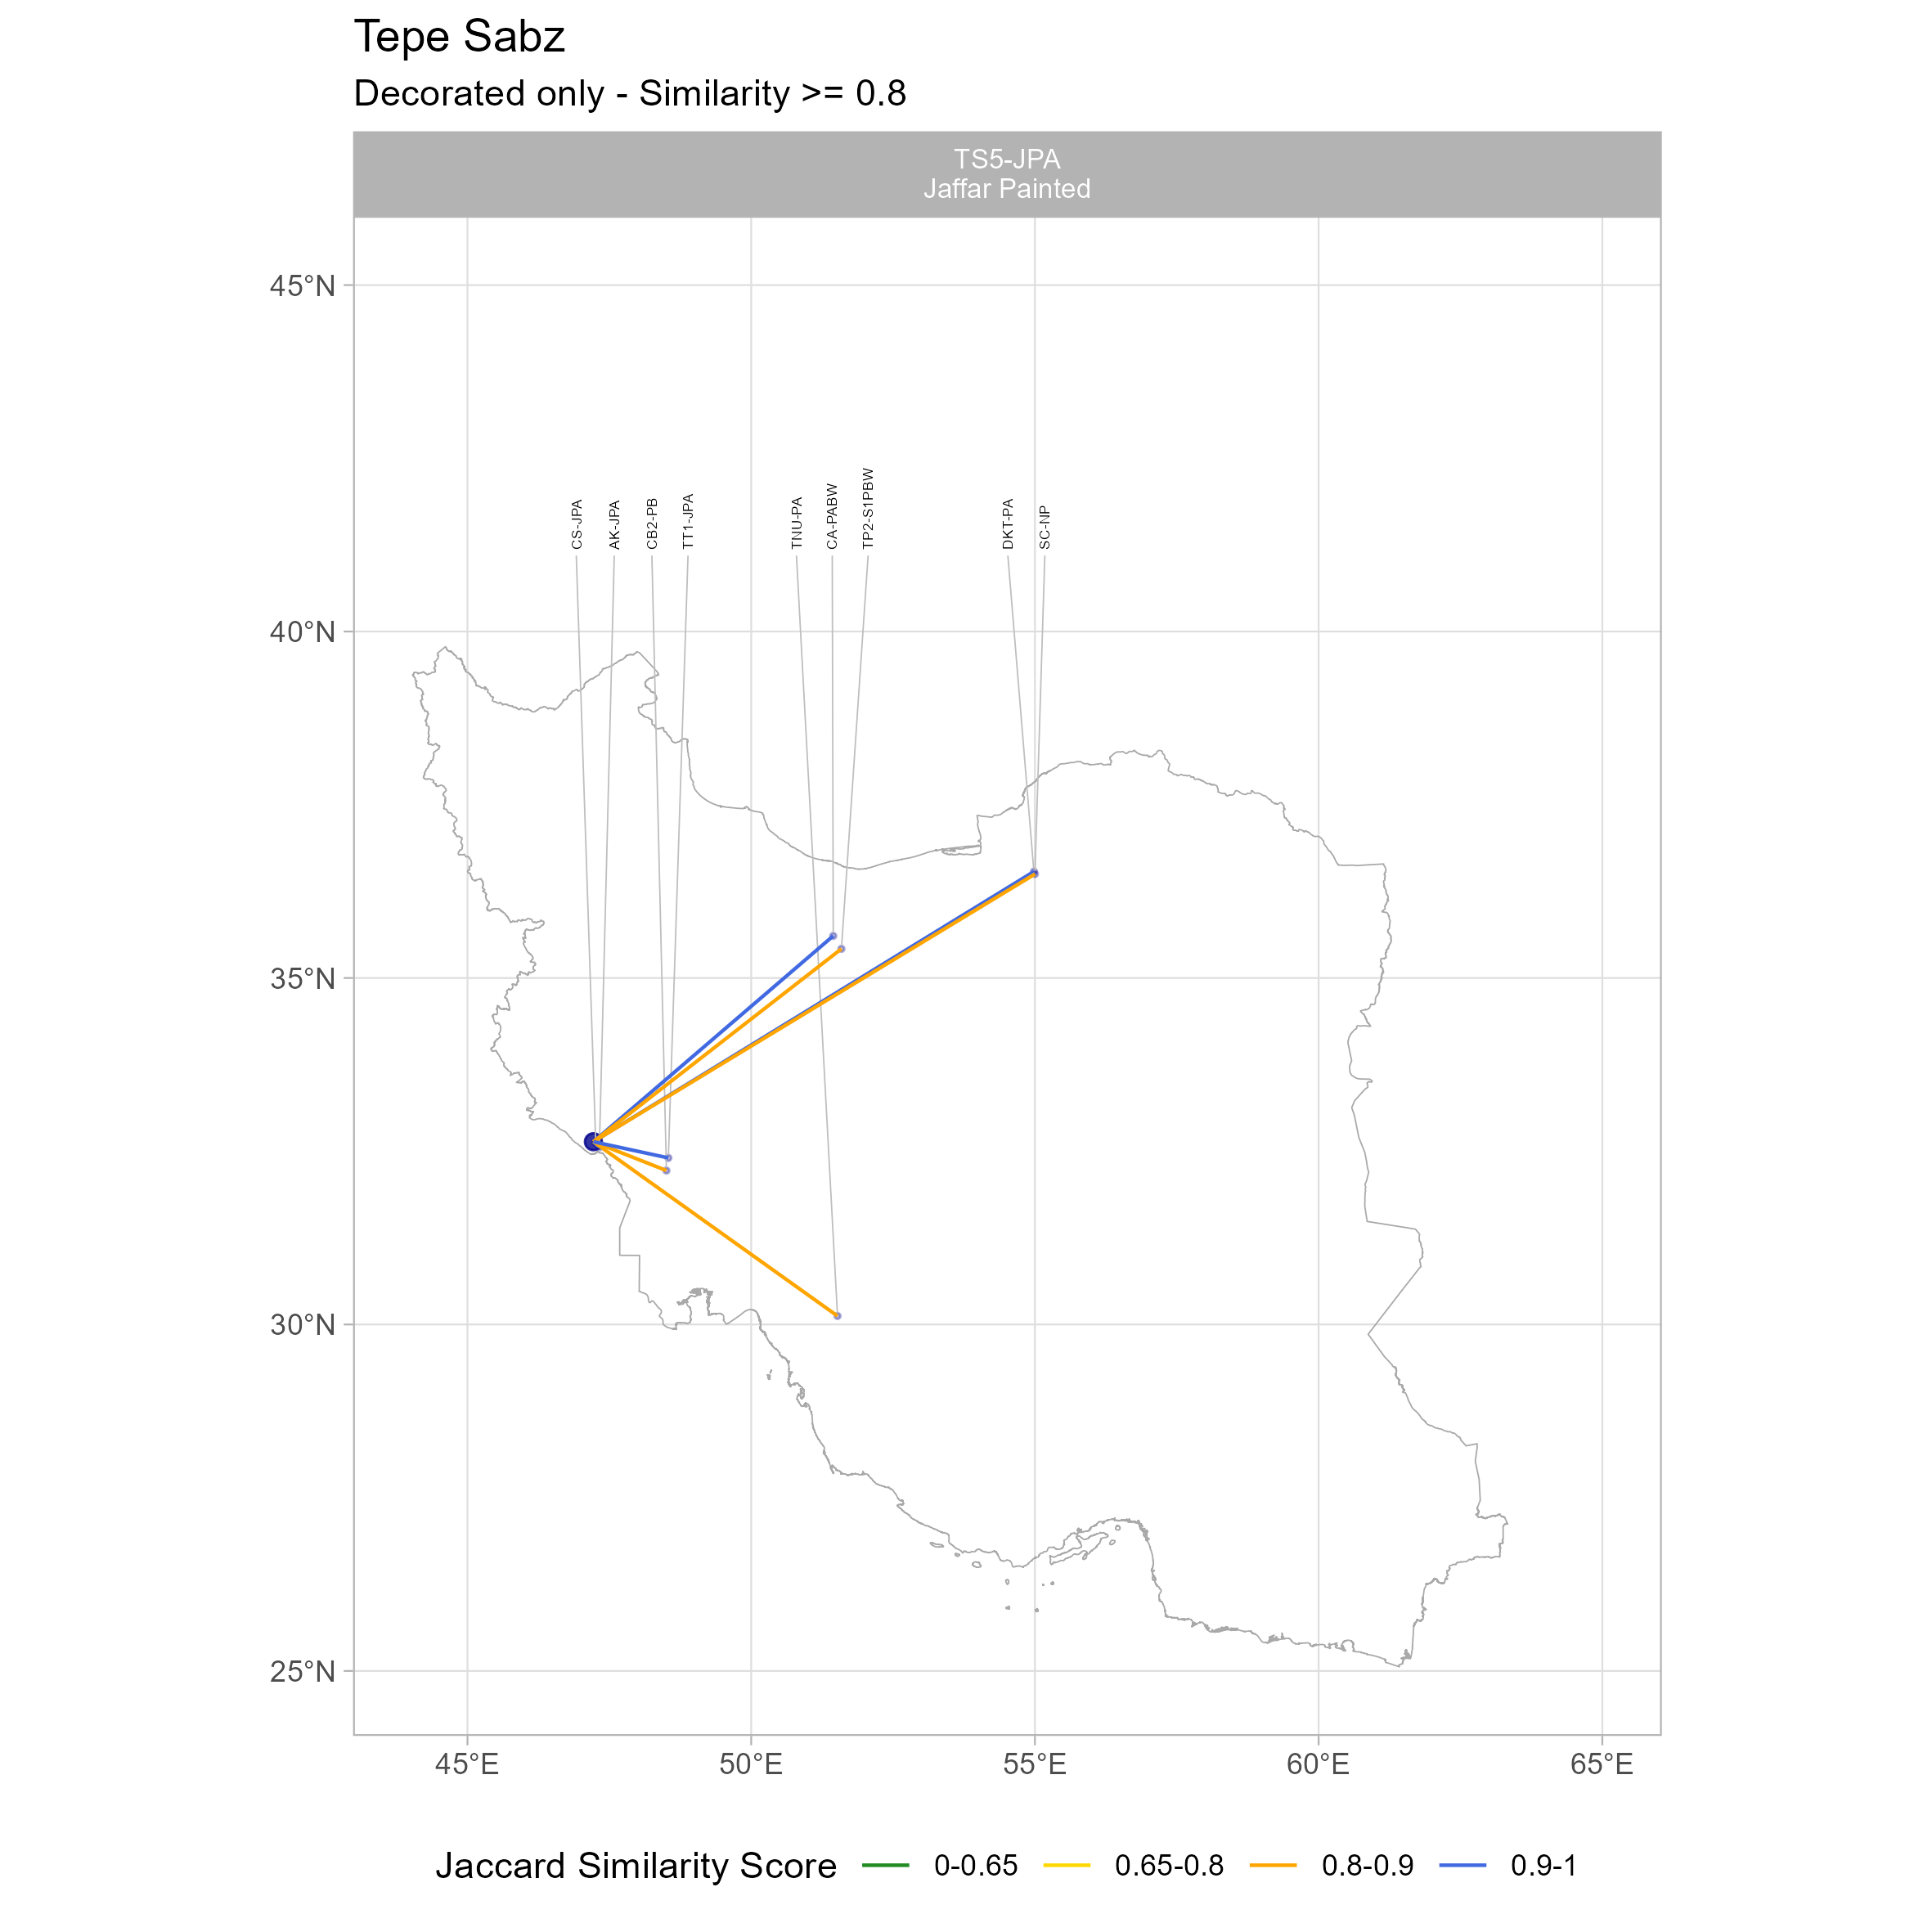 Tepe Sabz
Decorated only - Similarity >= 0.8
TS5-JPA
Jaffar Painted
45°N
40°N
35°N
30°N
25°N
CS-JPA
AK-JPA
CB2-PB
TT1-JPA
TNU-PA
CA-PABW
TP2-S1PBW
DKT-PA
SC-NP
45°E
50°E
55°E
60°E
65°E
Jaccard Similarity Score 0-0.65 0.65-0.8 0.8-0.9 0.9-1